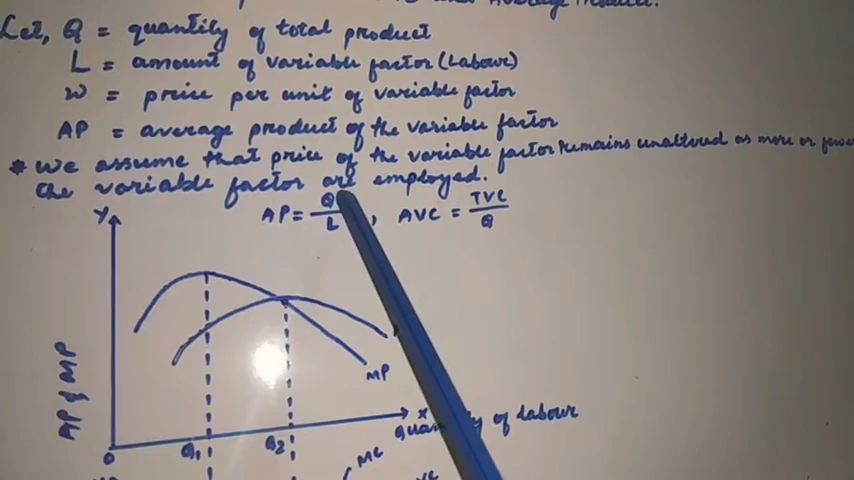 Average Product.
Let, Q = quantity of total product
L = amount of variable factor (Labour)
w = price per unit of variable factor
AP = average product of the variable factor
* We assume that price of the variable factor remains unaltered as more or
the variable factor are employed.
AP = Q/L , AVC = TVC/Q
Y
AP & MP
MP
X
O
Q1
Q2
of labour
MC